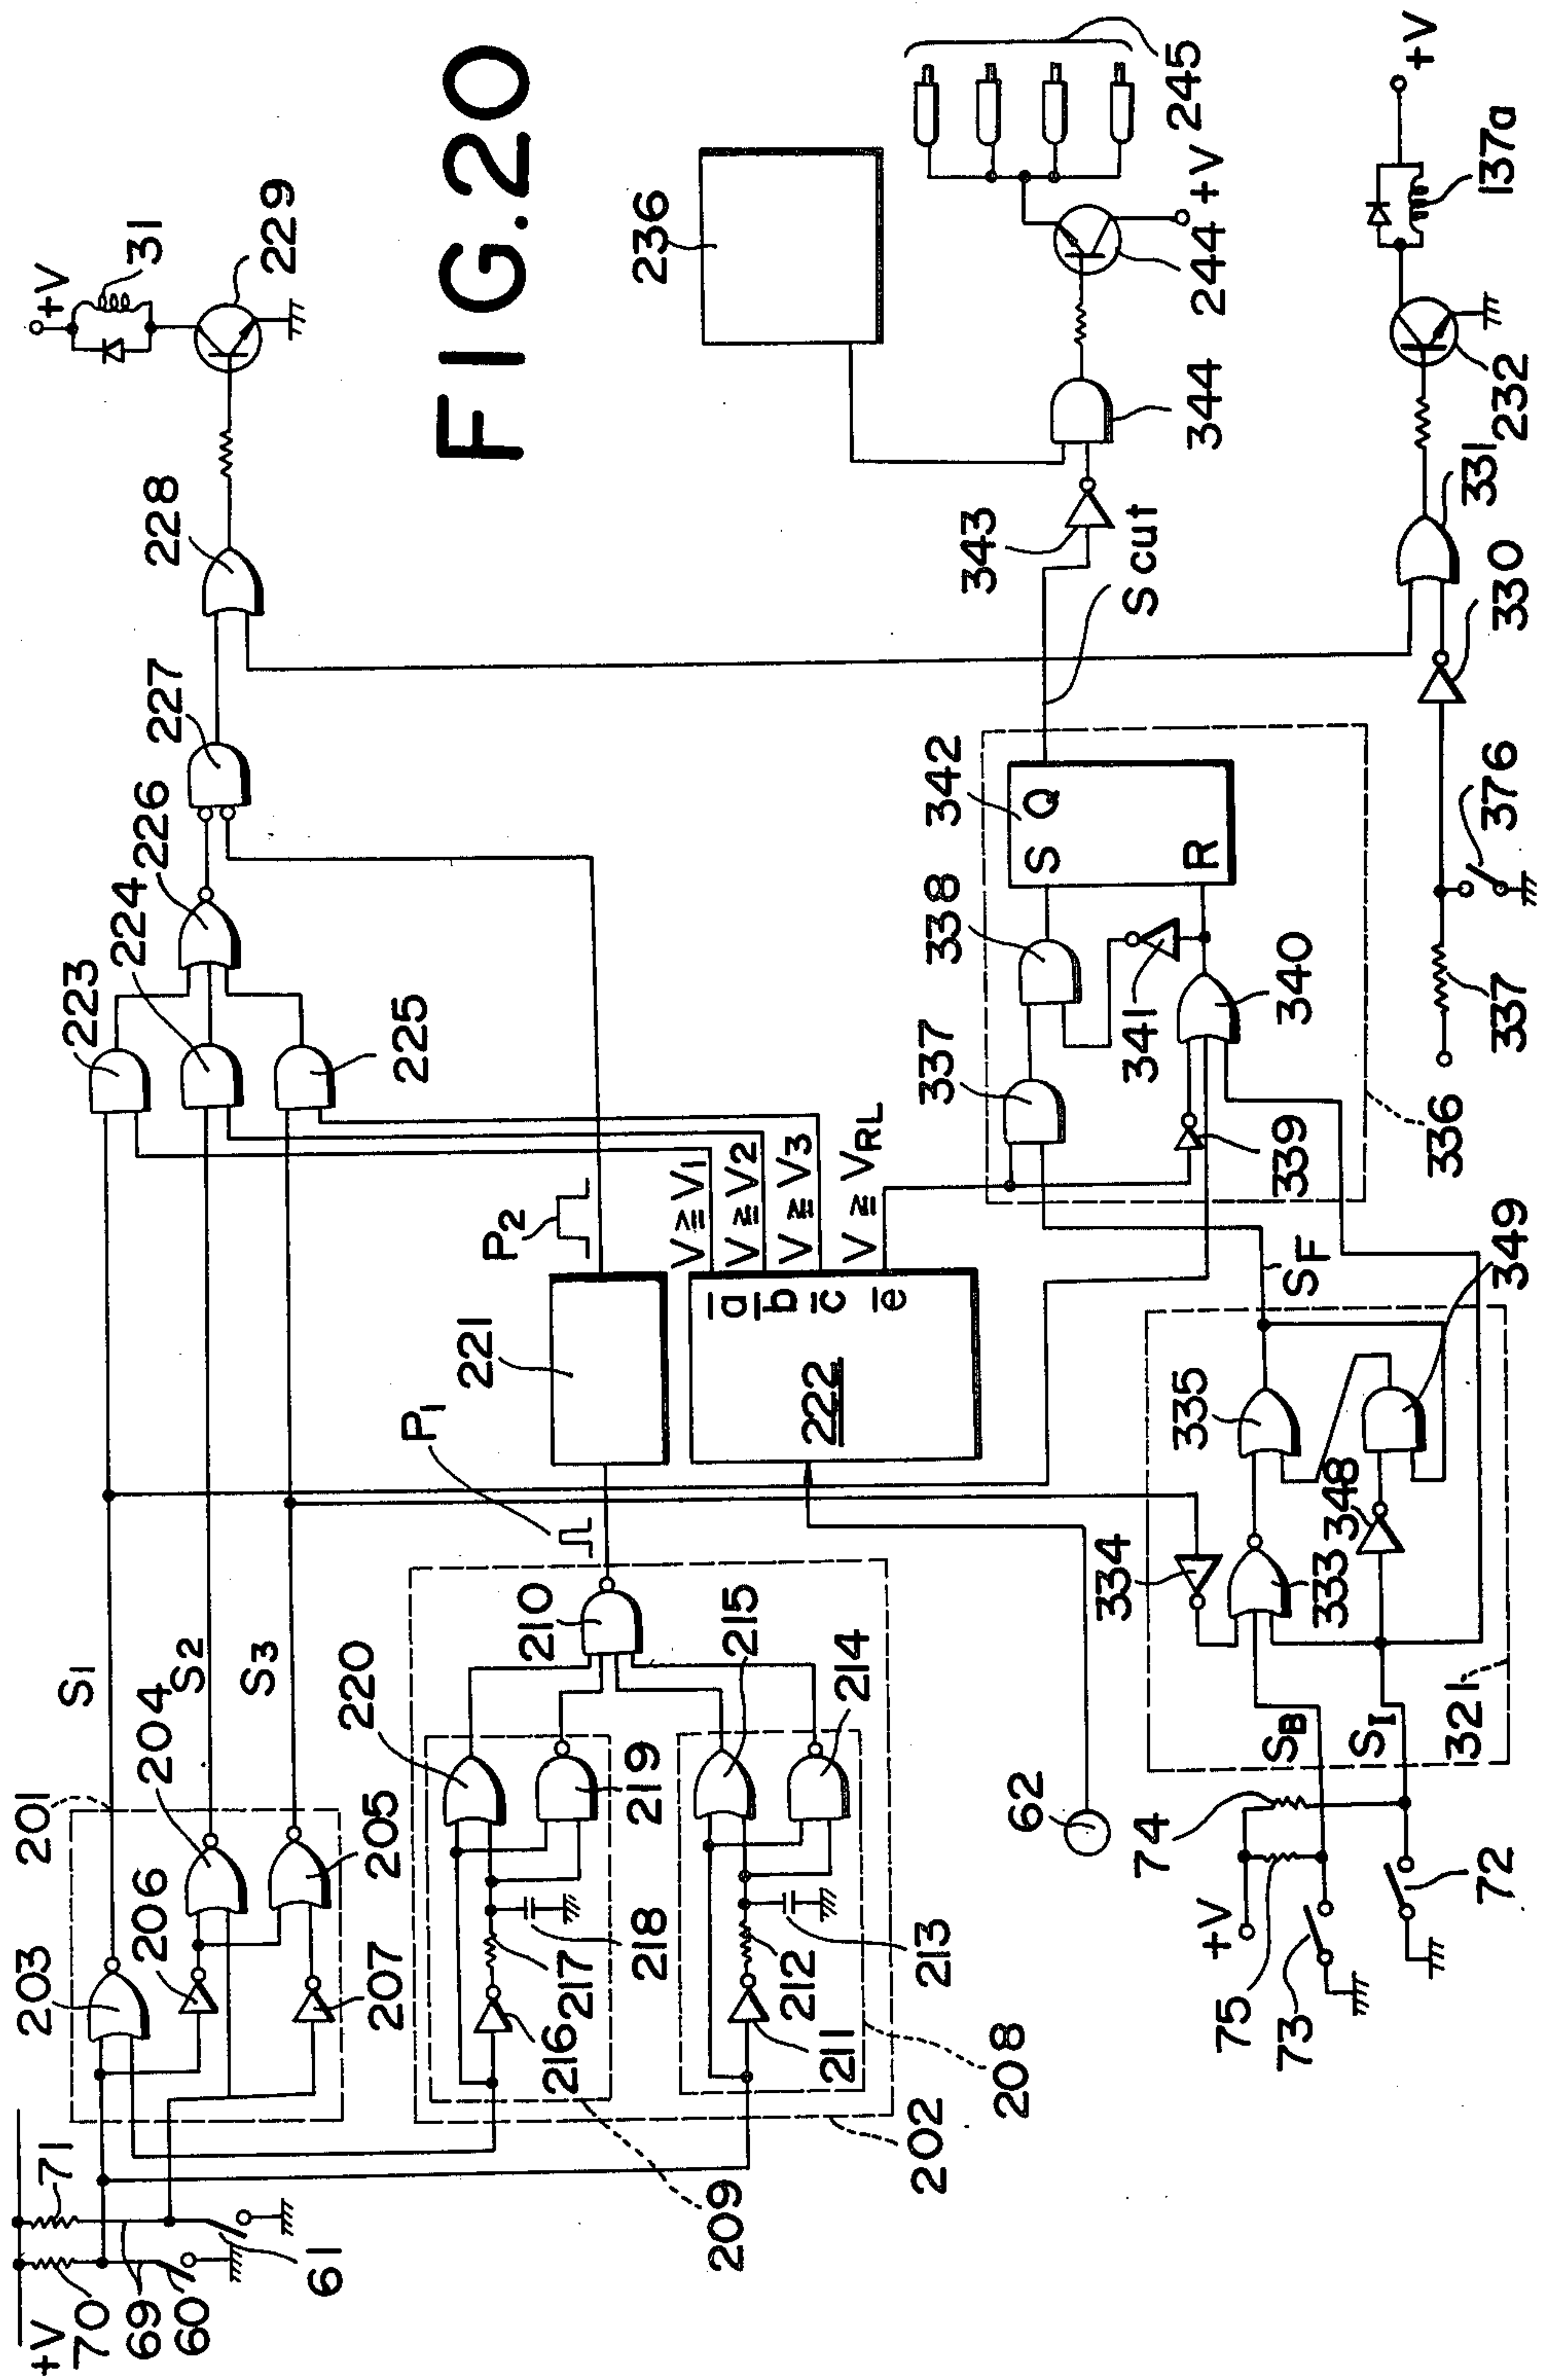 FIG.20
+V
70
71
69
60
61
201
203
206
204
205
207
S1
S2
S3
220
219
216
217
218
210
215
214
211
212
213
208
209
202
P1
221
P2
222
a
b
c
e
V≧V1
V≧V2
V≧V3
V≧VRL
223
224
225
226
227
228
+V
31
229
236
245
+V
244
344
343
S cut
62
+V
75
74
73
72
SB
SI
321
334
333
348
335
349
SF
337
338
339
341
340
342
S Q
R
336
336
337
376
330
331
232
137a
+V